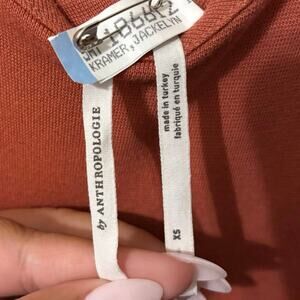 KRAMER, JACKELYN
by ANTHROPOLOGIE
made in turkey
fabriqué en turquie
XS